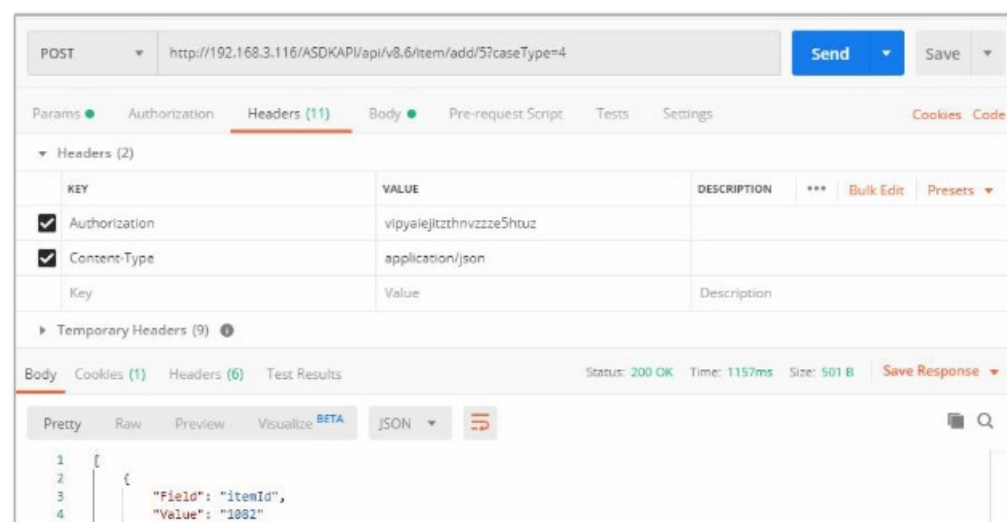 POST http://192.168.3.116/ASDKAPI/api/v8.6/item/add/5?caseType=4 Send Save
Params Authorization Headers (11) Body Pre-request Script Tests Settings Cookies Code
Headers (2)
KEY VALUE DESCRIPTION ••• Bulk Edit Presets
Authorization vipyaiejitzthnvzzze5htuz
Content-Type application/json
Key Value Description
Temporary Headers (9)
Body Cookies (1) Headers (6) Test Results Status: 200 OK Time: 1157ms Size: 501 B Save Response
Pretty Raw Preview Visualize BETA JSON
1 [
2 {
3 "Field": "itemId",
4 "Value": "1082"